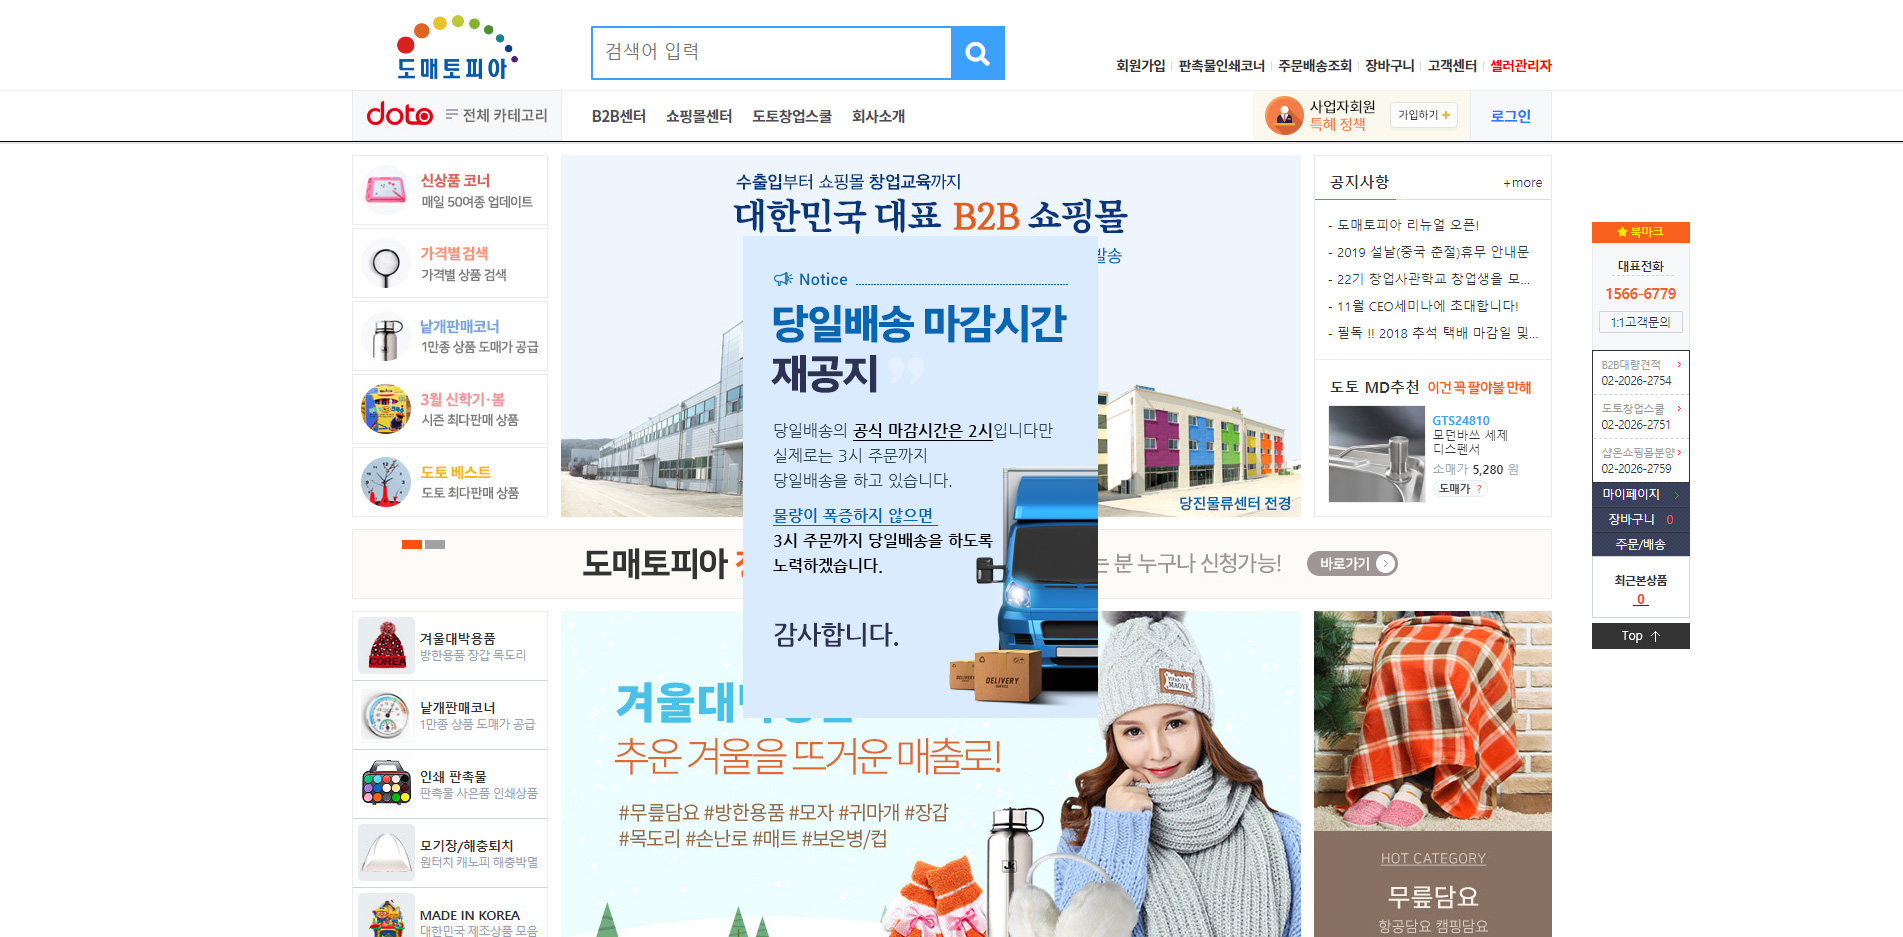 도매토피아
검색어 입력
회원가입
판촉물인쇄코너
주문배송조회
장바구니
고객센터
셀러관리자
doto
전체 카테고리
B2B센터
쇼핑몰센터
도토창업스쿨
회사소개
사업자회원
특혜 정책
가입하기 +
로그인
신상품 코너
매일 50여종 업데이트
가격별 검색
가격별 상품 검색
낱개판매코너
1만종 상품 도매가 공급
3월 신학기·봄
시즌 최다판매 상품
도토 베스트
도토 최다판매 상품
수출입부터 쇼핑몰 창업교육까지
대한민국 대표 B2B 쇼핑몰
발송
당진물류센터 전경
Notice
당일배송 마감시간
재공지
당일배송의 공식 마감시간은 2시입니다만
실제로는 3시 주문까지
당일배송을 하고 있습니다.
물량이 폭증하지 않으면
3시 주문까지 당일배송을 하도록
노력하겠습니다.
감사합니다.
DELIVERY
SERVICE
DELIVERY
공지사항
+more
- 도매토피아 리뉴얼 오픈!
- 2019 설날(중국 춘절)휴무 안내문
- 22기 창업사관학교 창업생을 모...
- 11월 CEO세미나에 초대합니다!
- 필독 !! 2018 추석 택배 마감일 및...
도토 MD추천 이건 꼭 팔아볼 만해
GTS24810
모던바쓰 세제
디스펜서
소매가 5,280 원
도매가 ?
북마크
대표전화
1566-6779
1:1고객문의
B2B대량견적
02-2026-2754
도토창업스쿨
02-2026-2751
샵온쇼핑몰분양
02-2026-2759
마이페이지
장바구니 0
주문/배송
최근본상품
0
Top
도매토피아
는 분 누구나 신청가능!
바로가기
COREA
겨울대박용품
방한용품 장갑 목도리
낱개판매코너
1만종 상품 도매가 공급
인쇄 판촉물
판촉물 사은품 인쇄상품
모기장/해충퇴치
원터치 캐노피 해충박멸
MADE IN KOREA
대한민국 제조상품 모음
겨울대
추운 겨울을 뜨거운 매출로!
#무릎담요 #방한용품 #모자 #귀마개 #장갑
#목도리 #손난로 #매트 #보온병/컵
MAOYE
JK
HOT CATEGORY
무릎담요
항공담요 캠핑담요